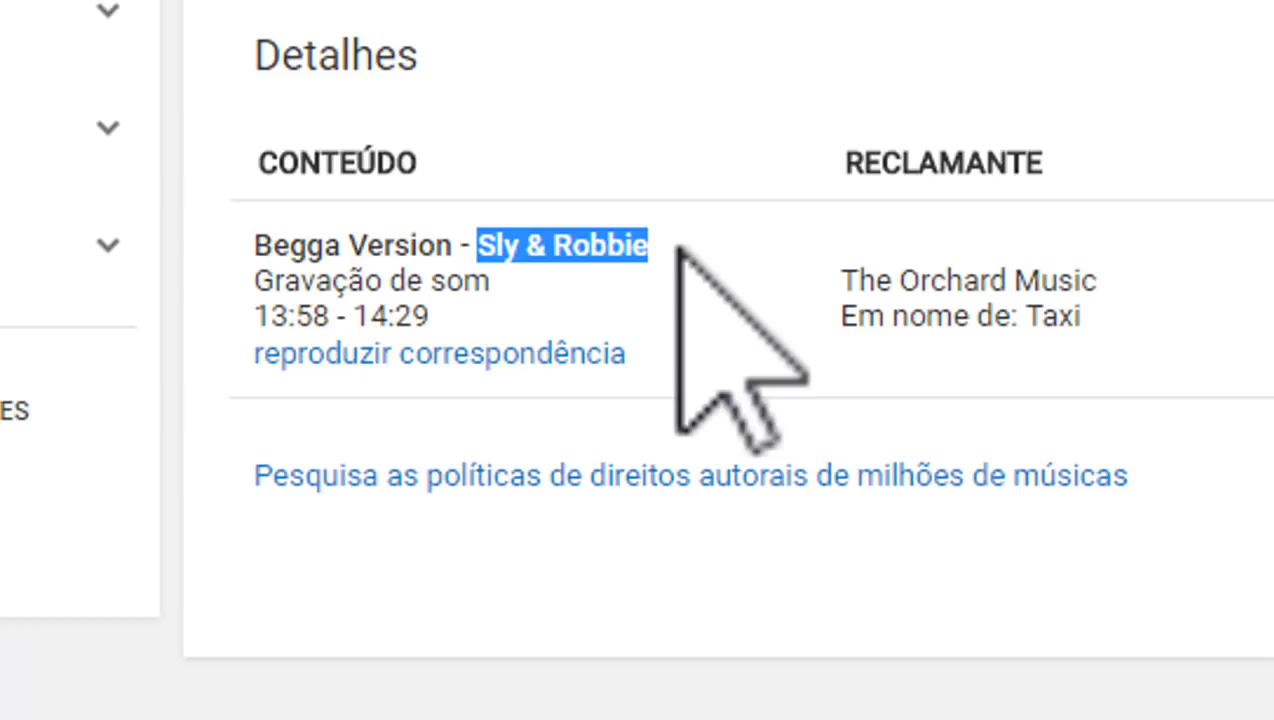 Detalhes
CONTEÚDO
RECLAMANTE
Begga Version - Sly & Robbie
Gravação de som
13:58 - 14:29
reproduzir correspondência
The Orchard Music
Em nome de: Taxi
ES
Pesquisa as políticas de direitos autorais de milhões de músicas